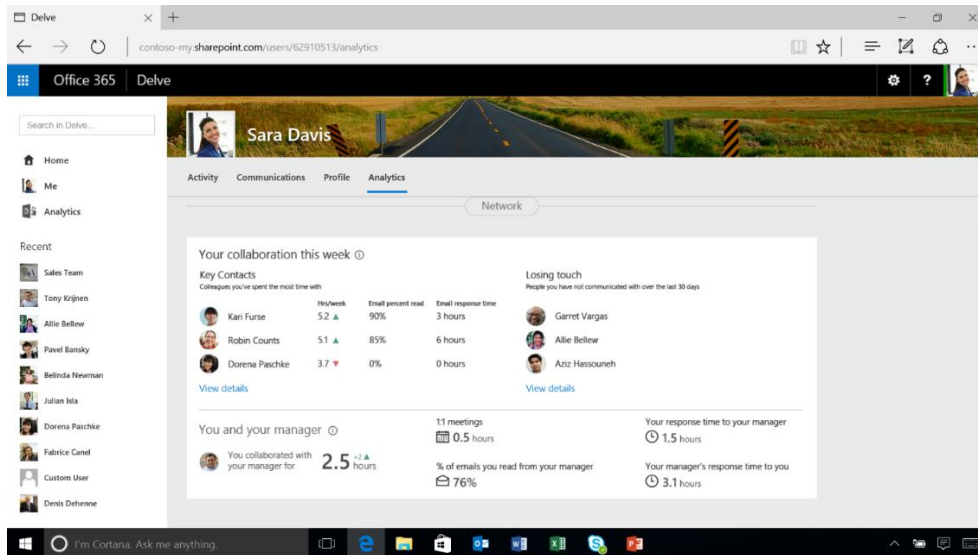 Delve
contoso-my.sharepoint.com/users/62910513/analytics
Office 365 Delve
?
Search in Delve...
Home
Me
Analytics
Recent
Sales Team
Tony Krijnen
Allie Bellew
Pavel Bansky
Belinda Newman
Julian Isla
Dorena Paschke
Fabrice Canel
Custom User
Denis Dehenne
Sara Davis
Activity Communications Profile Analytics
Network
Your collaboration this week
Key Contacts
Colleagues you've spent the most time with
Hrs/week Email percent read Email response time
Kari Furse 5.2 ▲ 90% 3 hours
Robin Counts 5.1 ▲ 85% 6 hours
Dorena Paschke 3.7 ▼ 0% 0 hours
View details
Losing touch
People you have not communicated with over the last 30 days
Garret Vargas
Allie Bellew
Aziz Hassouneh
View details
You and your manager
You collaborated with
your manager for
2.5 hours +2 ▲
1:1 meetings
0.5 hours
% of emails you read from your manager
76%
Your response time to your manager
1.5 hours
Your manager's response time to you
3.1 hours
I'm Cortana. Ask me anything.